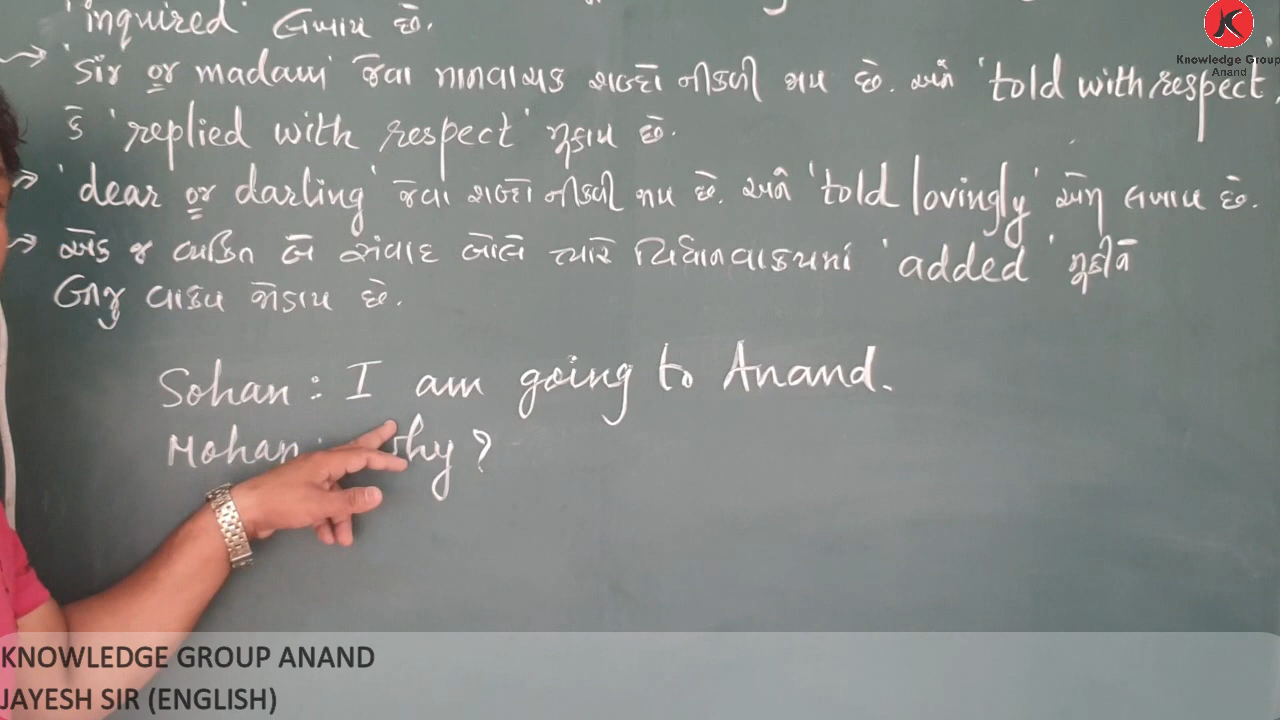 'inquired' લખાય છે.
→ 'sir or madam' જેવા માનવાચક શબ્દો નીકળી જાય છે. અને 'told with respect',
કે 'replied with respect' મૂકાય છે.
→ 'dear or darling' જેવા શબ્દો નીકળી જાય છે. અને 'told lovingly' એમ લખાય છે.
→ એક જ વ્યક્તિ બે સંવાદ બોલે ત્યારે વિધાનવાક્યમાં 'added' મૂકીને
બીજુ વાક્ય જોડાય છે.
Sohan : I am going to Anand.
Mohan : Why?
Knowledge Group
Anand
KNOWLEDGE GROUP ANAND
JAYESH SIR (ENGLISH)